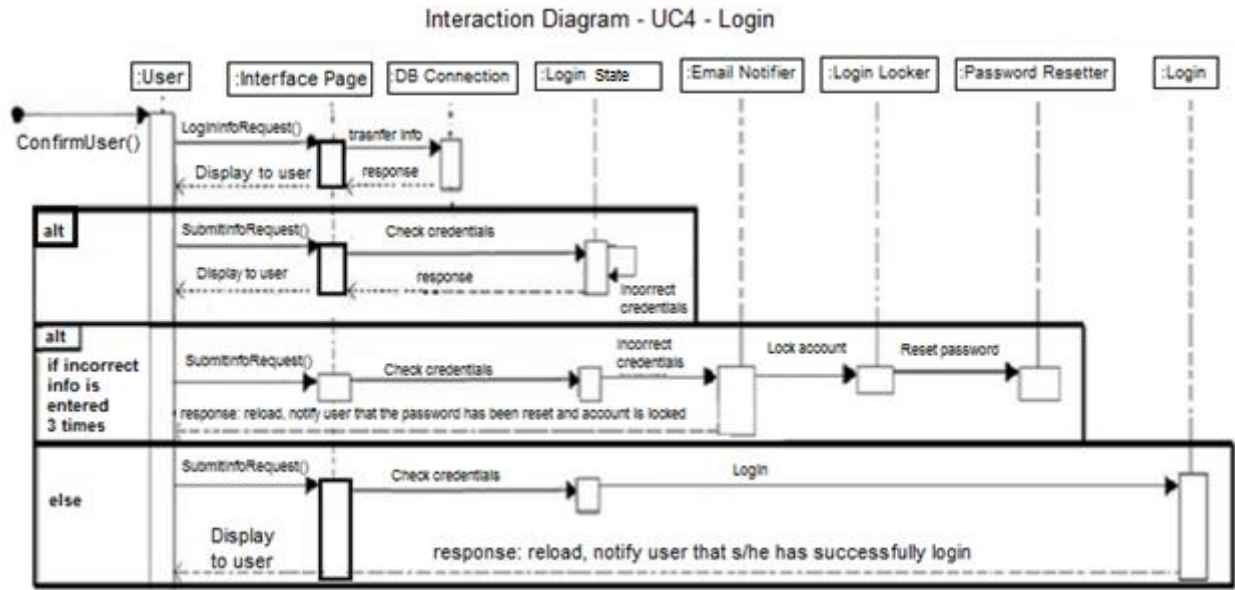 Interaction Diagram - UC4 - Login
:User
:Interface Page
:DB Connection
:Login State
:Email Notifier
:Login Locker
:Password Resetter
:Login
ConfirmUser()
LogInInfoRequest()
trasnfer info
Display to user
response
alt
SubmitInfoRequest()
Check credentials
Display to user
response
Incorrect
credentials
alt
if incorrect
info is
entered
3 times
SubmitInfoRequest()
Check credentials
Incorrect
credentials
Lock account
Reset password
response: reload, notify user that the password has been reset and account is locked
else
SubmitInfoRequest()
Check credentials
Login
Display
to user
response: reload, notify user that s/he has successfully login